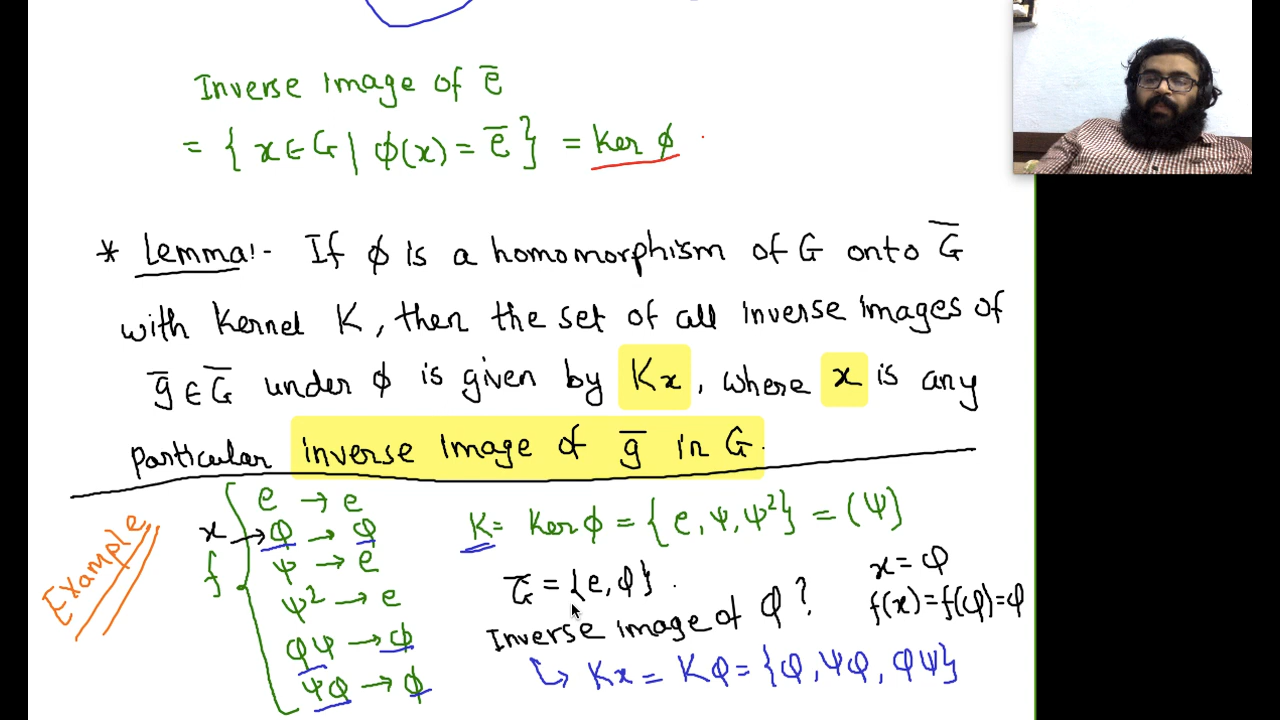 Inverse image of ē
= { x ∈ G | ϕ(x) = ē } = ker ϕ
* Lemma:- If ϕ is a homomorphism of G onto G̅
with kernel K, then the set of all inverse images of
g̅ ∈ G̅ under ϕ is given by Kx, where x is any
particular inverse image of g̅ in G.
Example
e → e
x → φ → φ
f
ψ → e
ψ² → e
φψ → φ
ψφ → φ
K = ker ϕ = {e, ψ, ψ²} = (ψ)
G̅ = {e, φ}.
x = φ
f(x) = f(φ) = φ
Inverse image of φ?
↳ Kx = Kφ = {φ, ψφ, φψ}